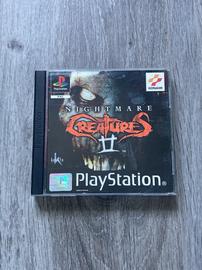 KONAMI
NIGHTMARE
CREATURES
II
PlayStation